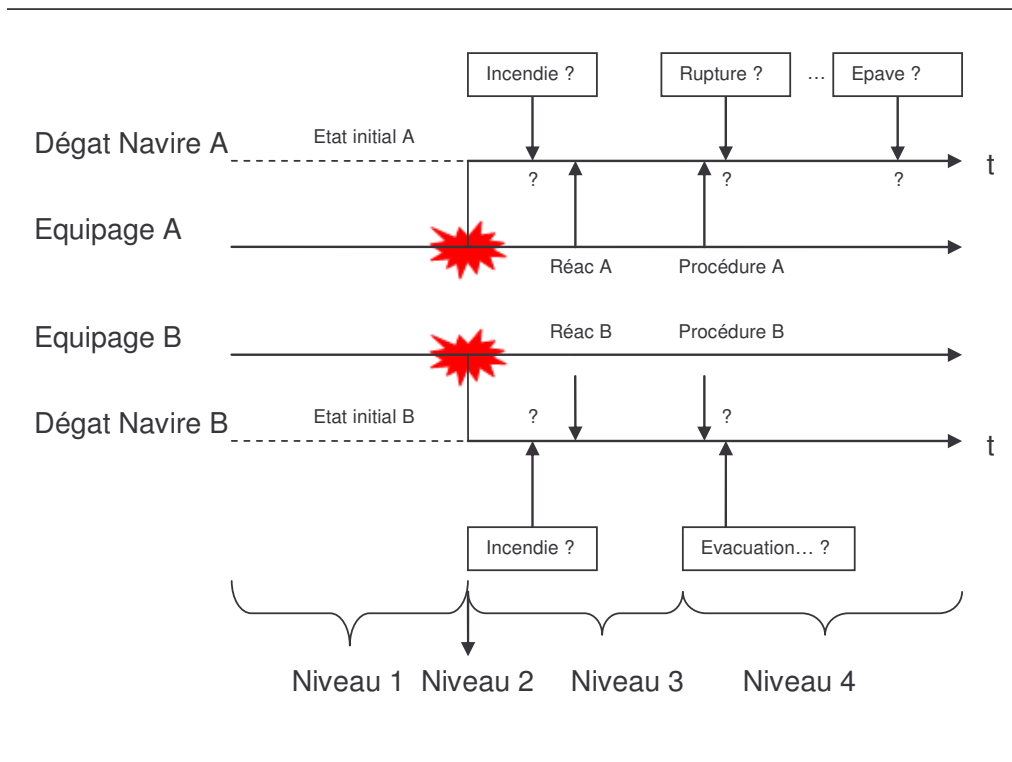 Incendie ? Rupture ? … Epave ?
Dégat Navire A Etat initial A t
? ? ?
Equipage A
Réac A Procédure A
Equipage B Réac B Procédure B
Dégat Navire B Etat initial B ? ? t
Incendie ? Evacuation… ?
Niveau 1 Niveau 2 Niveau 3 Niveau 4